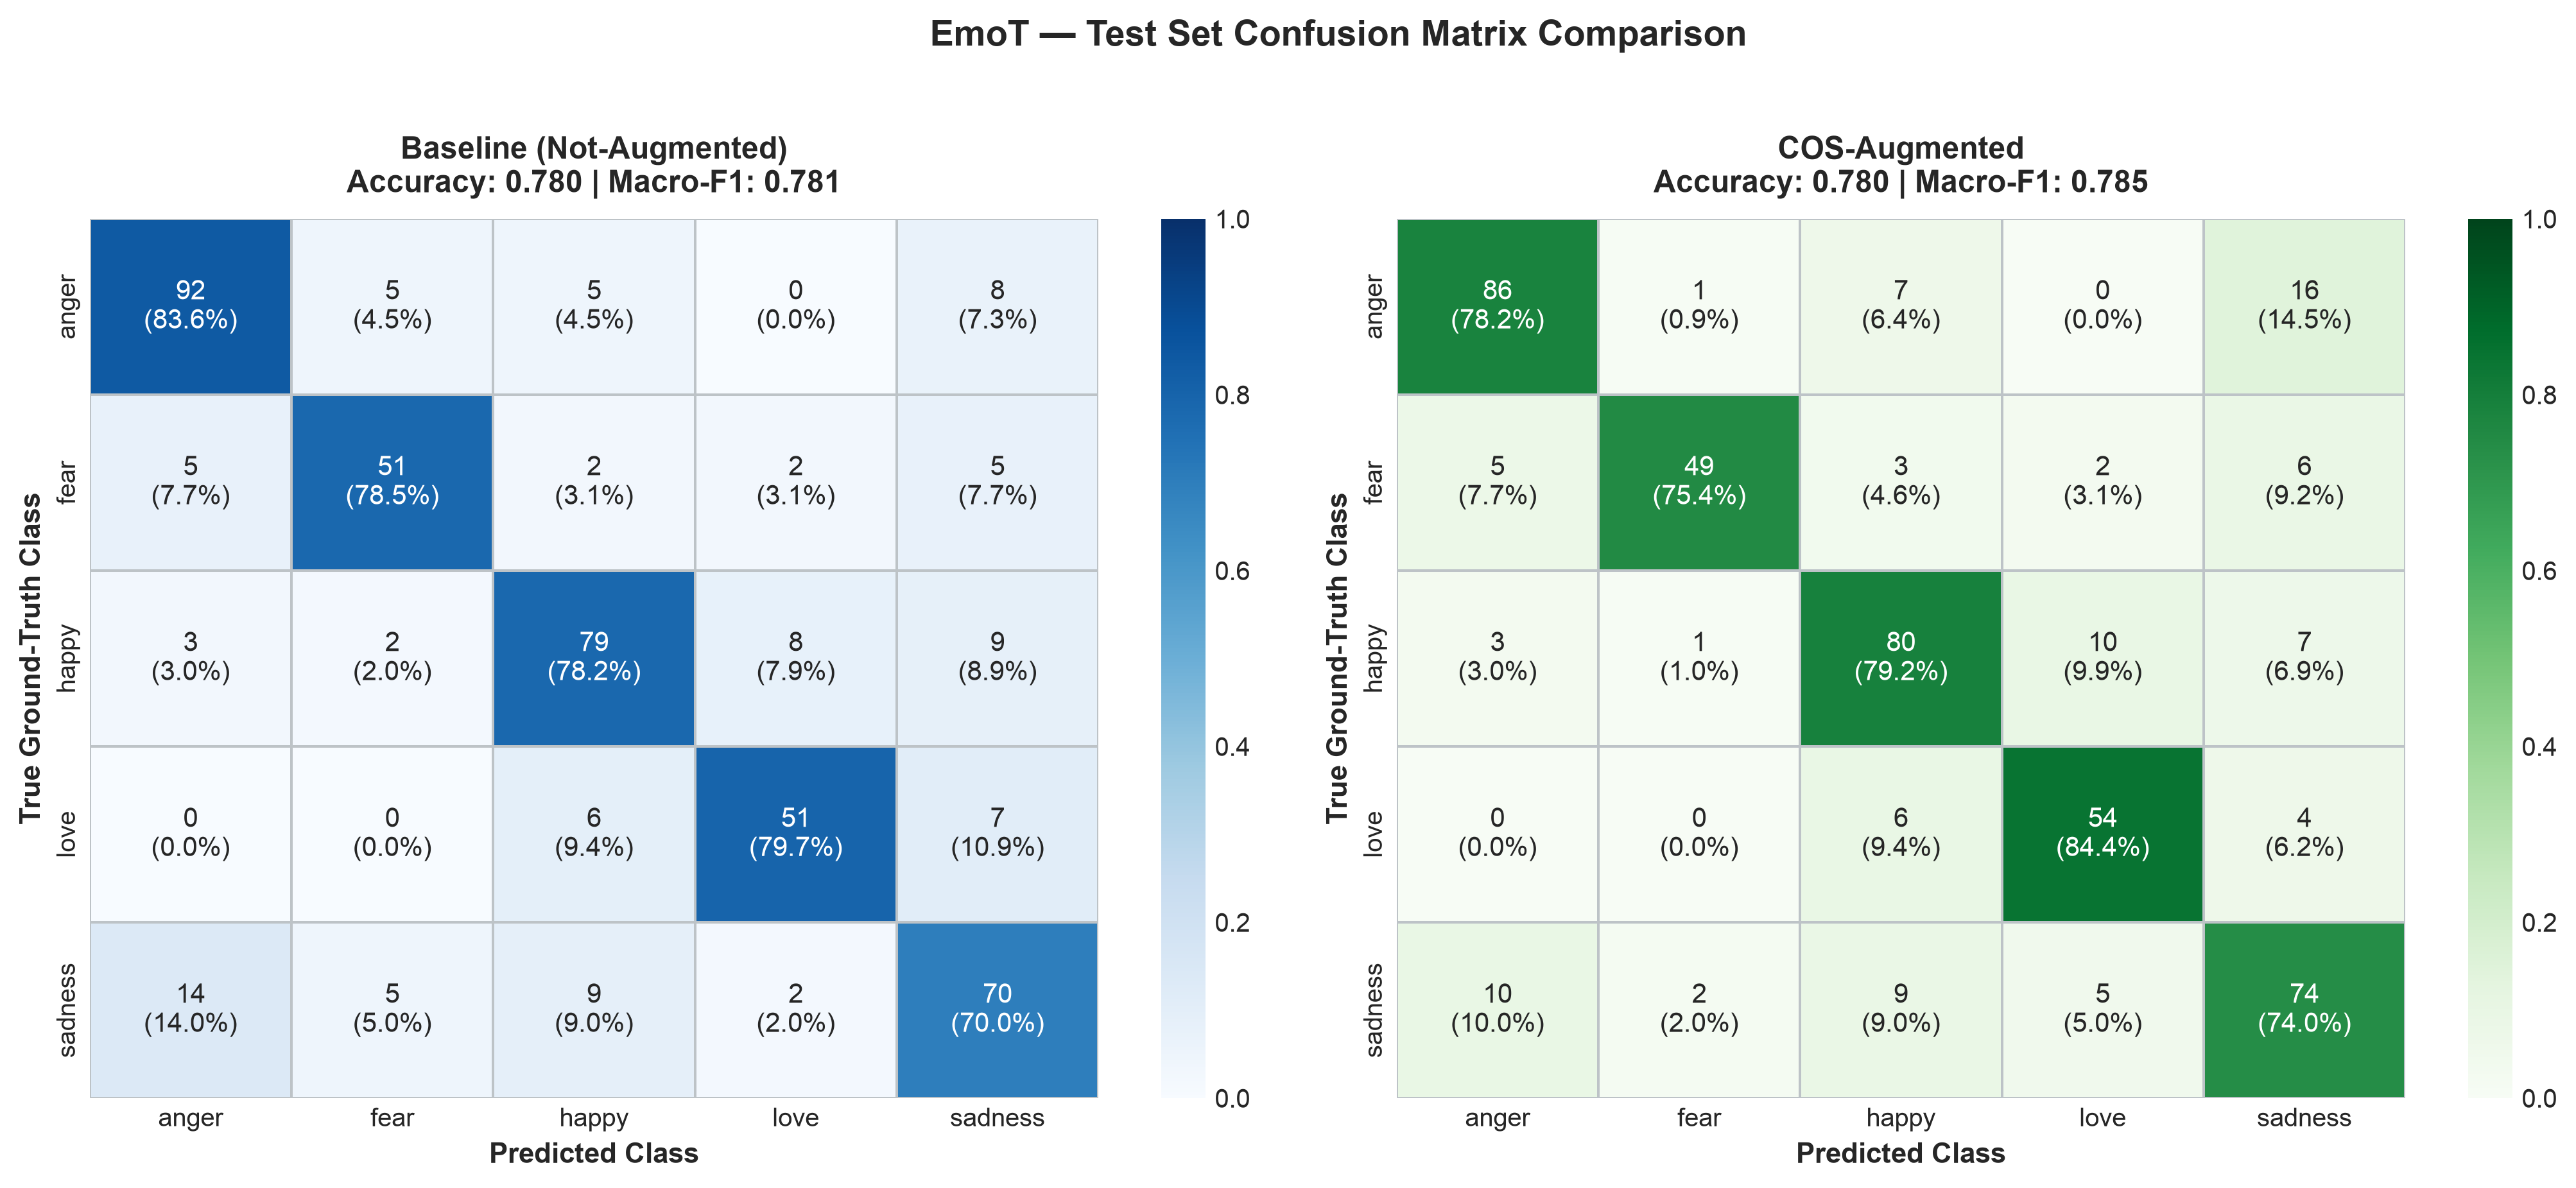 EmoT — Test Set Confusion Matrix Comparison
Baseline (Not-Augmented)
Accuracy: 0.780 | Macro-F1: 0.781
True Ground-Truth Class
anger
92 5 5 0 8
(83.6%) (4.5%) (4.5%) (0.0%) (7.3%)
fear
5 51 2 2 5
(7.7%) (78.5%) (3.1%) (3.1%) (7.7%)
happy
3 2 79 8 9
(3.0%) (2.0%) (78.2%) (7.9%) (8.9%)
love
0 0 6 51 7
(0.0%) (0.0%) (9.4%) (79.7%) (10.9%)
sadness
14 5 9 2 70
(14.0%) (5.0%) (9.0%) (2.0%) (70.0%)
anger fear happy love sadness
Predicted Class
1.0
0.8
0.6
0.4
0.2
0.0
COS-Augmented
Accuracy: 0.780 | Macro-F1: 0.785
True Ground-Truth Class
anger
86 1 7 0 16
(78.2%) (0.9%) (6.4%) (0.0%) (14.5%)
fear
5 49 3 2 6
(7.7%) (75.4%) (4.6%) (3.1%) (9.2%)
happy
3 1 80 10 7
(3.0%) (1.0%) (79.2%) (9.9%) (6.9%)
love
0 0 6 54 4
(0.0%) (0.0%) (9.4%) (84.4%) (6.2%)
sadness
10 2 9 5 74
(10.0%) (2.0%) (9.0%) (5.0%) (74.0%)
anger fear happy love sadness
Predicted Class
1.0
0.8
0.6
0.4
0.2
0.0